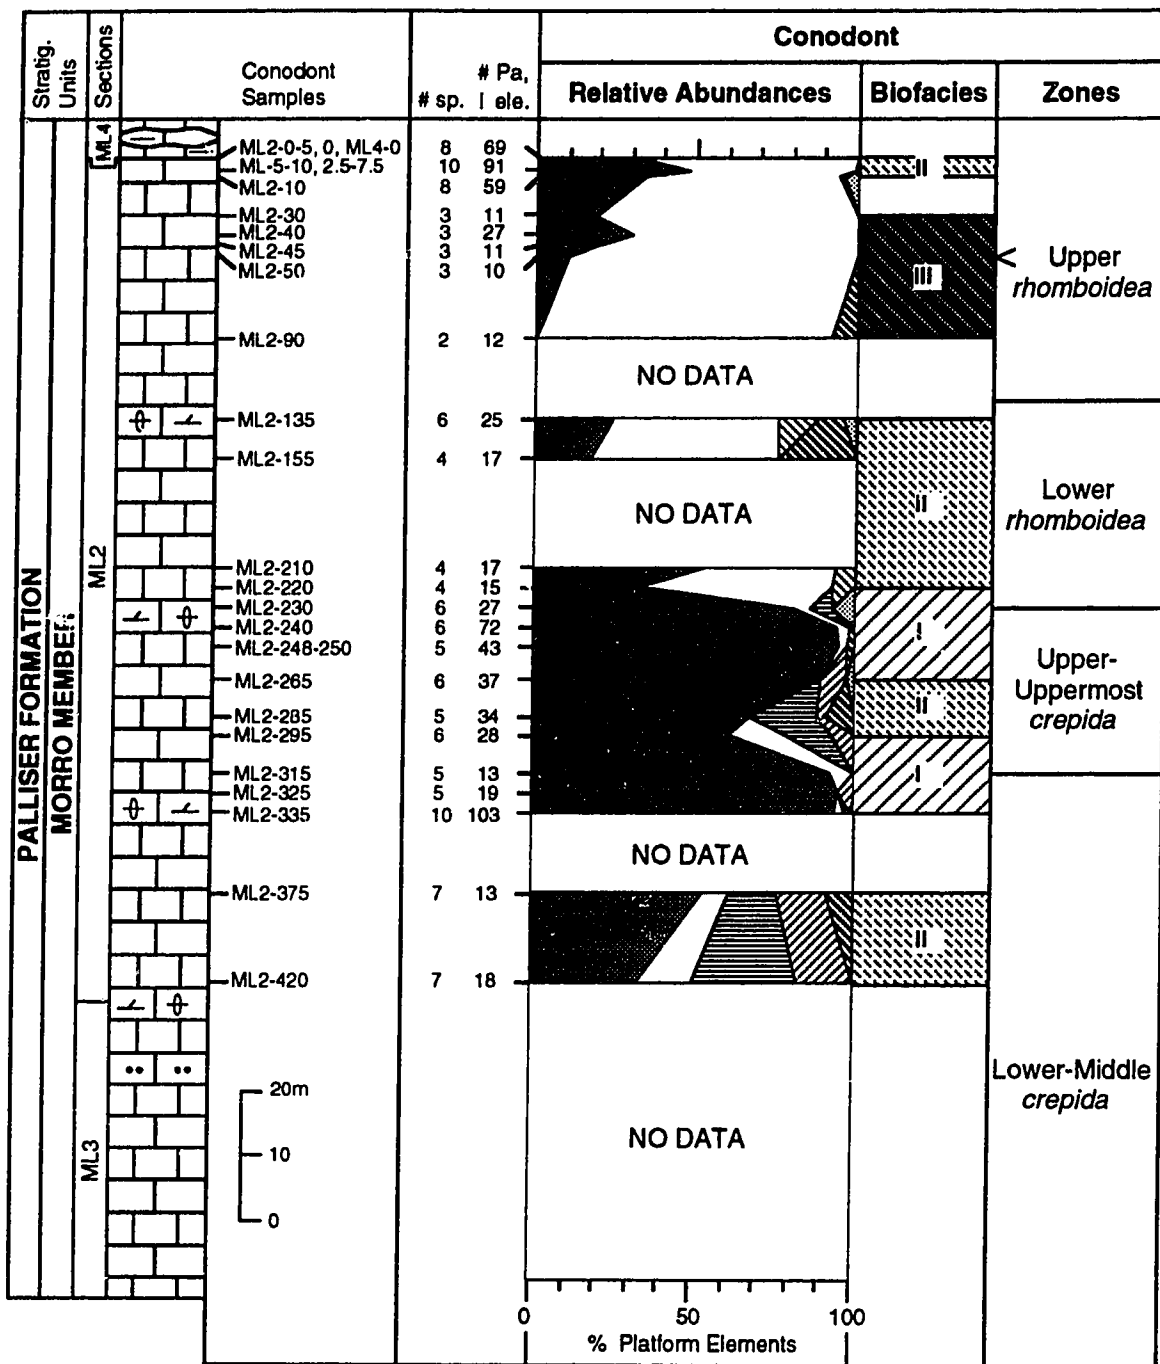 Conodont
Stratig.
Units
Sections
Conodont
Samples
# sp.
# Pa,
I ele.
Relative Abundances
Biofacies
Zones
ML4
ML2-0-5, 0, ML4-0 8 69
ML-5-10, 2.5-7.5 10 91
II
ML2-10 8 59
ML2-30 3 11
ML2-40 3 27
ML2-45 3 11
ML2-50 3 10
III
Upper
rhomboidea
ML2-90 2 12
NO DATA
ML2-135 6 25
ML2-155 4 17
NO DATA
II
Lower
rhomboidea
ML2
ML2-210 4 17
ML2-220 4 15
ML2-230 6 27
ML2-240 6 72
I
ML2-248-250 5 43
ML2-265 6 37
Upper-
Uppermost
crepida
ML2-285 5 34
II
ML2-295 6 28
ML2-315 5 13
I
ML2-325 5 19
ML2-335 10 103
PALLISER FORMATION
MORRO MEMBER
NO DATA
ML2-375 7 13
II
ML2-420 7 18
Lower-Middle
crepida
ML3
20m
10
0
NO DATA
0 50 100
% Platform Elements